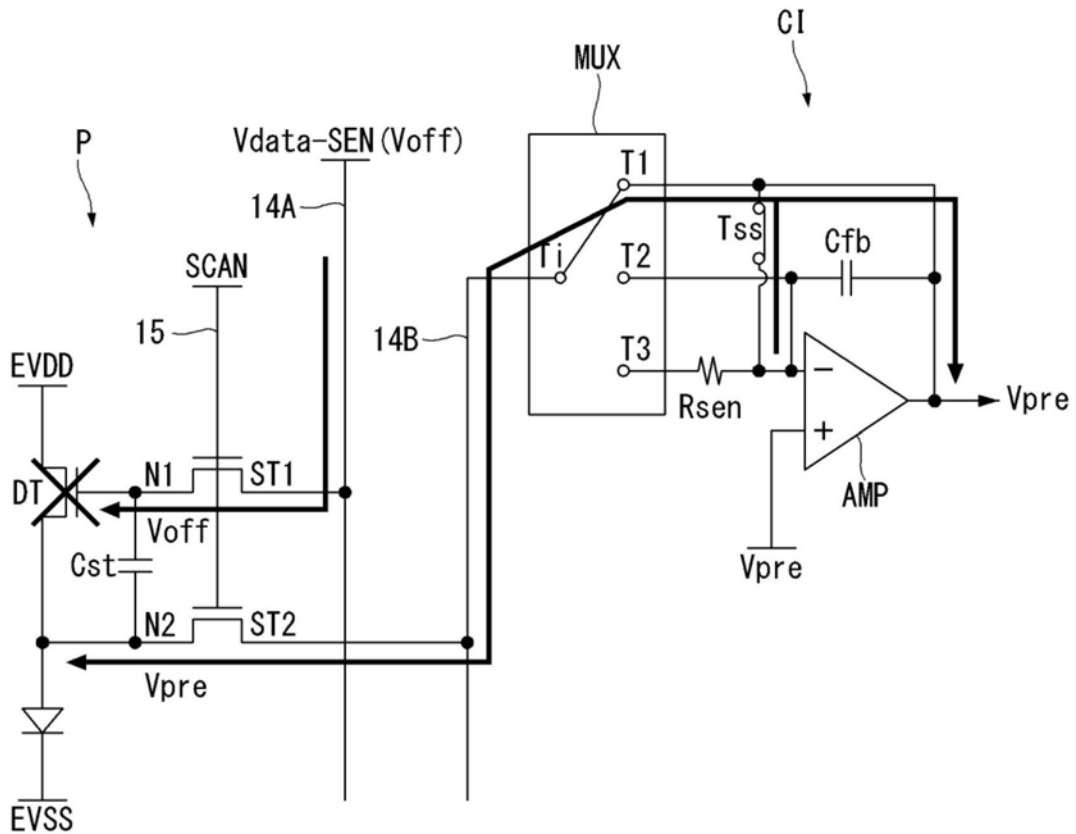 CI
MUX
P
Vdata-SEN(Voff)
T1
14A
Tss
Cfb
Ti
T2
SCAN
15
14B
T3
EVDD
Rsen
−
Vpre
+
N1
ST1
DT
AMP
Voff
Cst
Vpre
N2
ST2
Vpre
EVSS